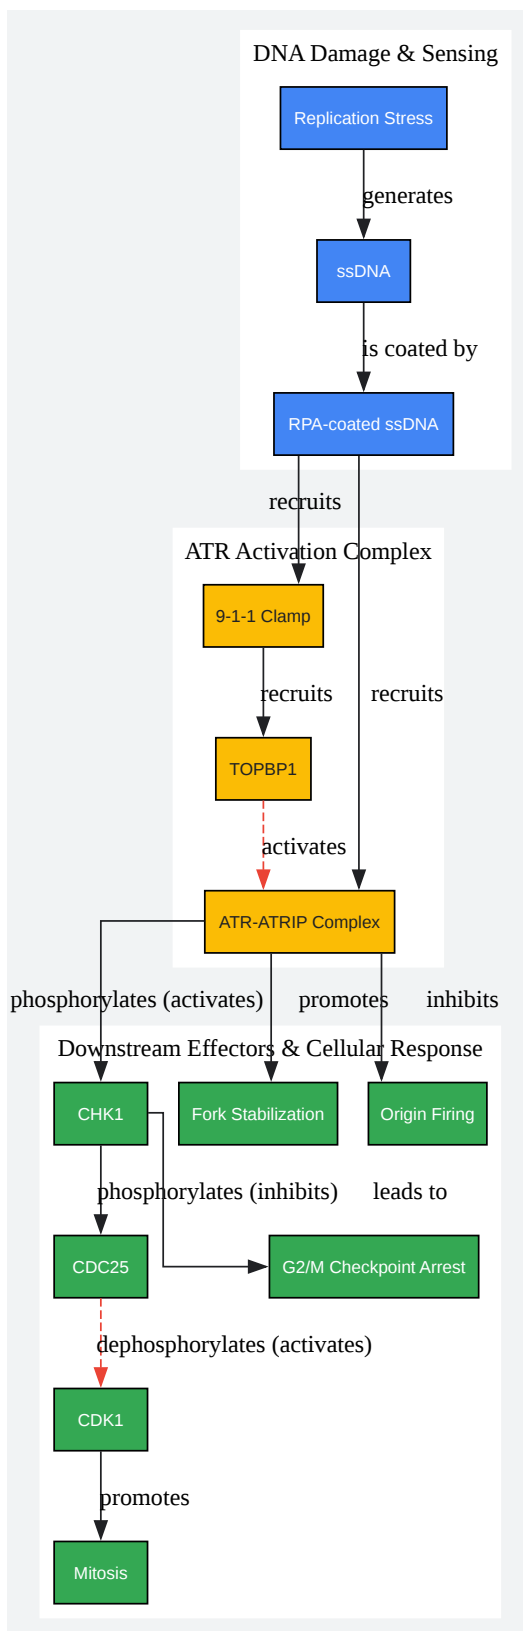 DNA Damage & Sensing
Replication Stress
generates
ssDNA
is coated by
RPA-coated ssDNA
recruits
ATR Activation Complex
9-1-1 Clamp
recruits
recruits
TOPBP1
activates
ATR-ATRIP Complex
phosphorylates (activates)
promotes
inhibits
Downstream Effectors & Cellular Response
CHK1
Fork Stabilization
Origin Firing
phosphorylates (inhibits)
leads to
CDC25
G2/M Checkpoint Arrest
dephosphorylates (activates)
CDK1
promotes
Mitosis